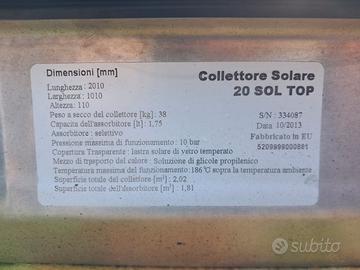 Dimensioni [mm]
Lunghezza : 2010
Larghezza : 1010
Altezza: 110
Peso a secco del collettore [kg] : 38
Capacita dell'assorbitore [lt] : 1,75
Assorbitore : selettivo
Pressione massima di funzionamento : 10 bar
Copertura Trasparente : lastra solare di vetro temperato
Mezzo di trasporto del calore : Soluzione di glicole propilenico
Temperatura massima del funzionamento : 186°C sopra la temperatura ambiente
Superficie totale del collettore [m²] : 2,02
Superficie totale dell'Assorbitore [m²] : 1,81
Collettore Solare
20 SOL TOP
S/N : 334087
Data 10/2013
Fabbricato in EU
5209999000881
subito